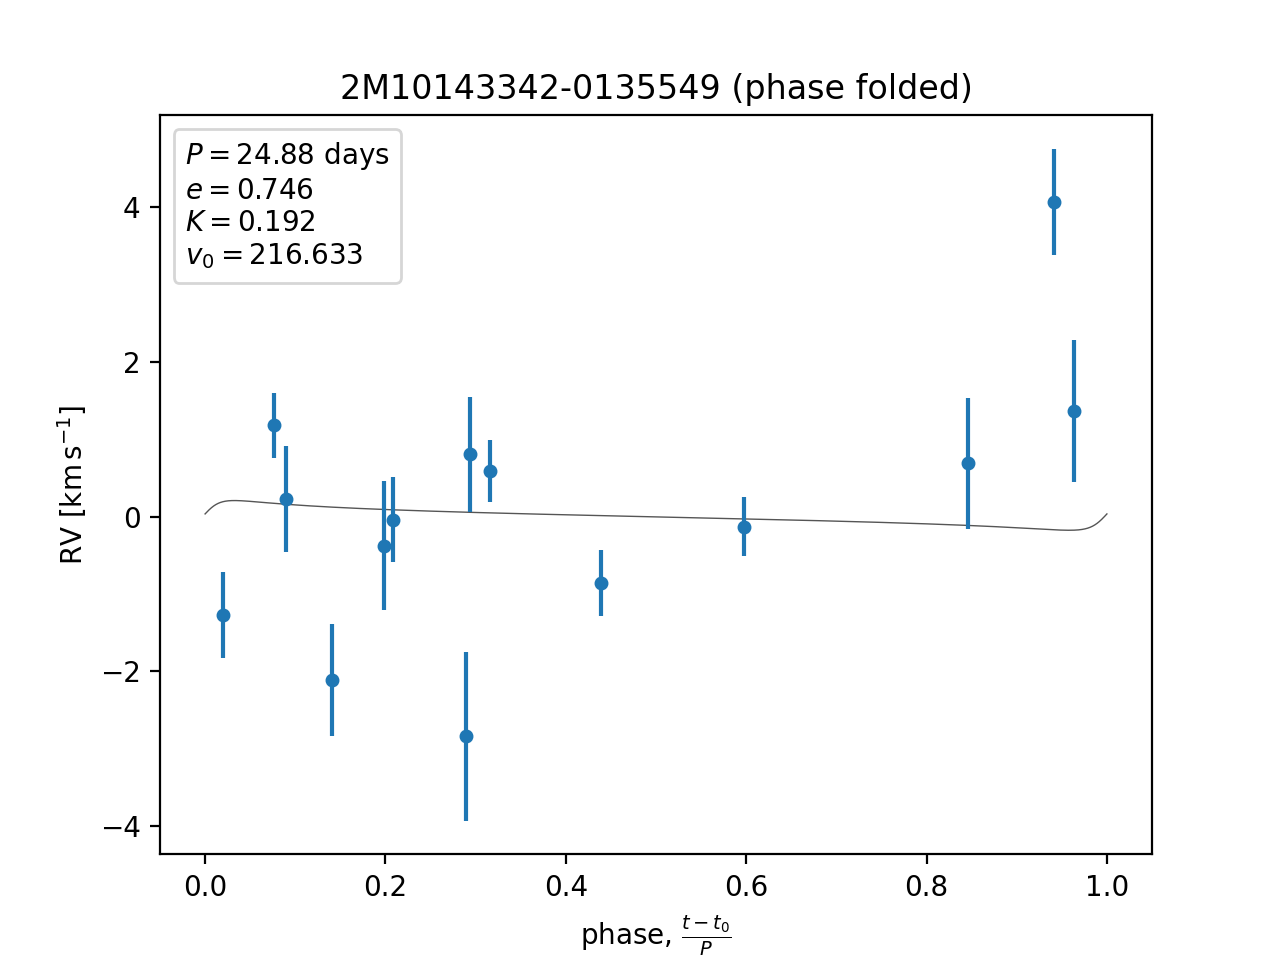 2M10143342-0135549 (phase folded)
P = 24.88 days
e = 0.746
K = 0.192
v₀ = 216.633
4
2
0
−2
−4
RV [km s⁻¹]
0.0 0.2 0.4 0.6 0.8 1.0
phase, (t − t₀)/P